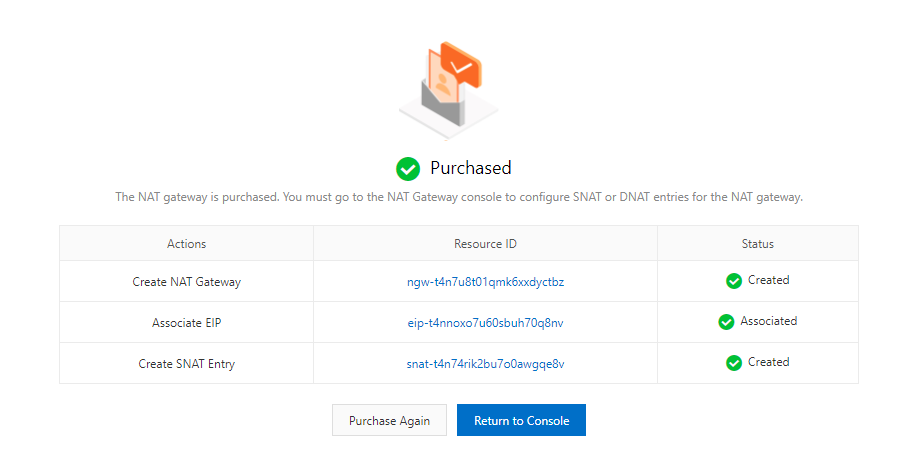 Purchased
The NAT gateway is purchased. You must go to the NAT Gateway console to configure SNAT or DNAT entries for the NAT gateway.
Actions Resource ID Status
Create NAT Gateway ngw-t4n7u8t01qmk6xxdyctbz Created
Associate EIP eip-t4nnoxo7u60sbuh70q8nv Associated
Create SNAT Entry snat-t4n74rik2bu7o0awgqe8v Created
Purchase Again Return to Console